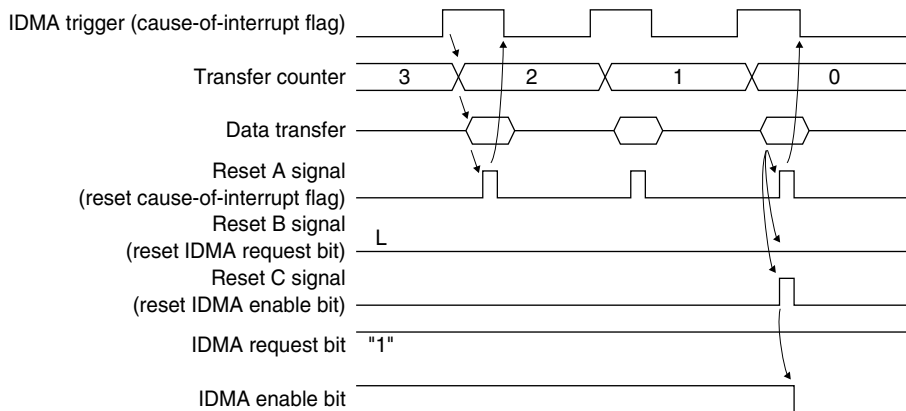 IDMA trigger (cause-of-interrupt flag)
Transfer counter 3 2 1 0
Data transfer
Reset A signal
(reset cause-of-interrupt flag)
Reset B signal
(reset IDMA request bit) L
Reset C signal
(reset IDMA enable bit)
IDMA request bit "1"
IDMA enable bit